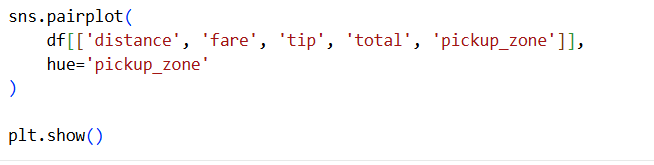 sns.pairplot(
    df[['distance', 'fare', 'tip', 'total', 'pickup_zone']],
    hue='pickup_zone'
)

plt.show()